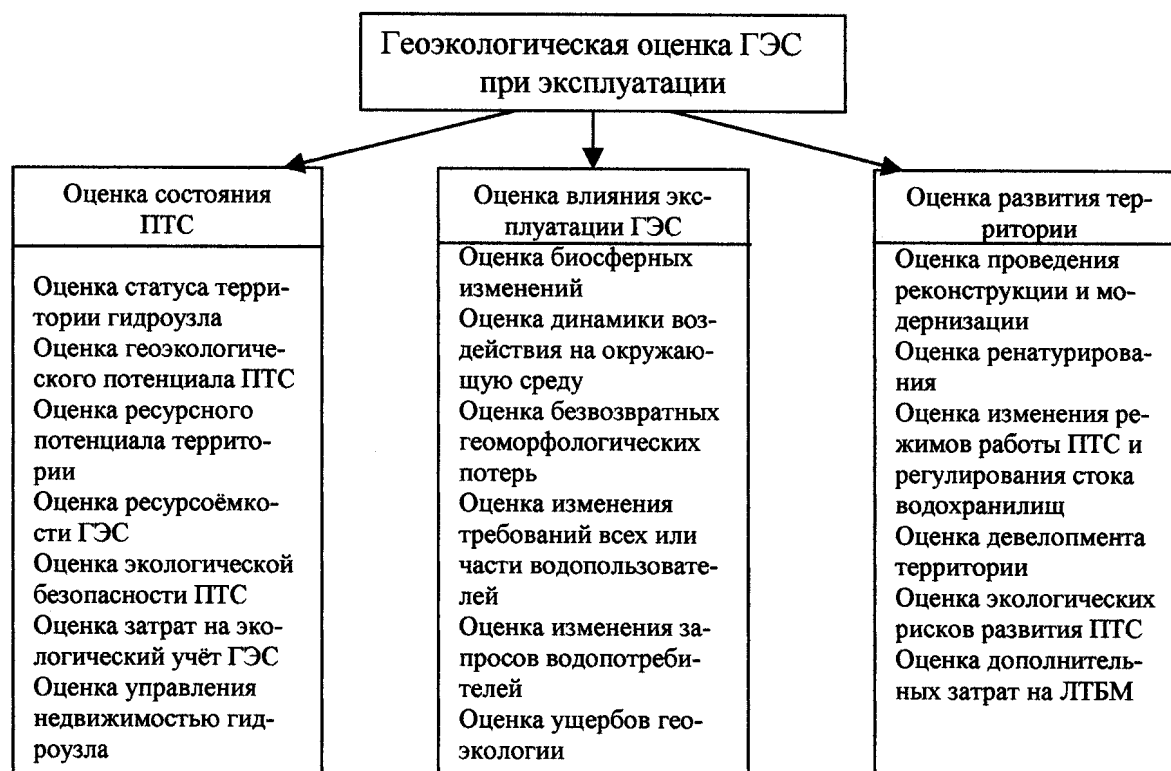 Геоэкологическая оценка ГЭС
при эксплуатации
Оценка состояния
ПТС
Оценка статуса терри-
тории гидроузла
Оценка геоэкологиче-
ского потенциала ПТС
Оценка ресурсного
потенциала террито-
рии
Оценка ресурсоёмко-
сти ГЭС
Оценка экологической
безопасности ПТС
Оценка затрат на эко-
логический учёт ГЭС
Оценка управления
недвижимостью гид-
роузла
Оценка влияния экс-
плуатации ГЭС
Оценка биосферных
изменений
Оценка динамики воз-
действия на окружаю-
щую среду
Оценка безвозвратных
геоморфологических
потерь
Оценка изменения
требований всех или
части водопользовате-
лей
Оценка изменения за-
просов водопотреби-
телей
Оценка ущербов гео-
экологии
Оценка развития тер-
ритории
Оценка проведения
реконструкции и мо-
дернизации
Оценка ренатурирова-
ния
Оценка изменения ре-
жимов работы ПТС и
регулирования стока
водохранилищ
Оценка девелопмента
территории
Оценка экологических
рисков развития ПТС
Оценка дополнитель-
ных затрат на ЛТБМ